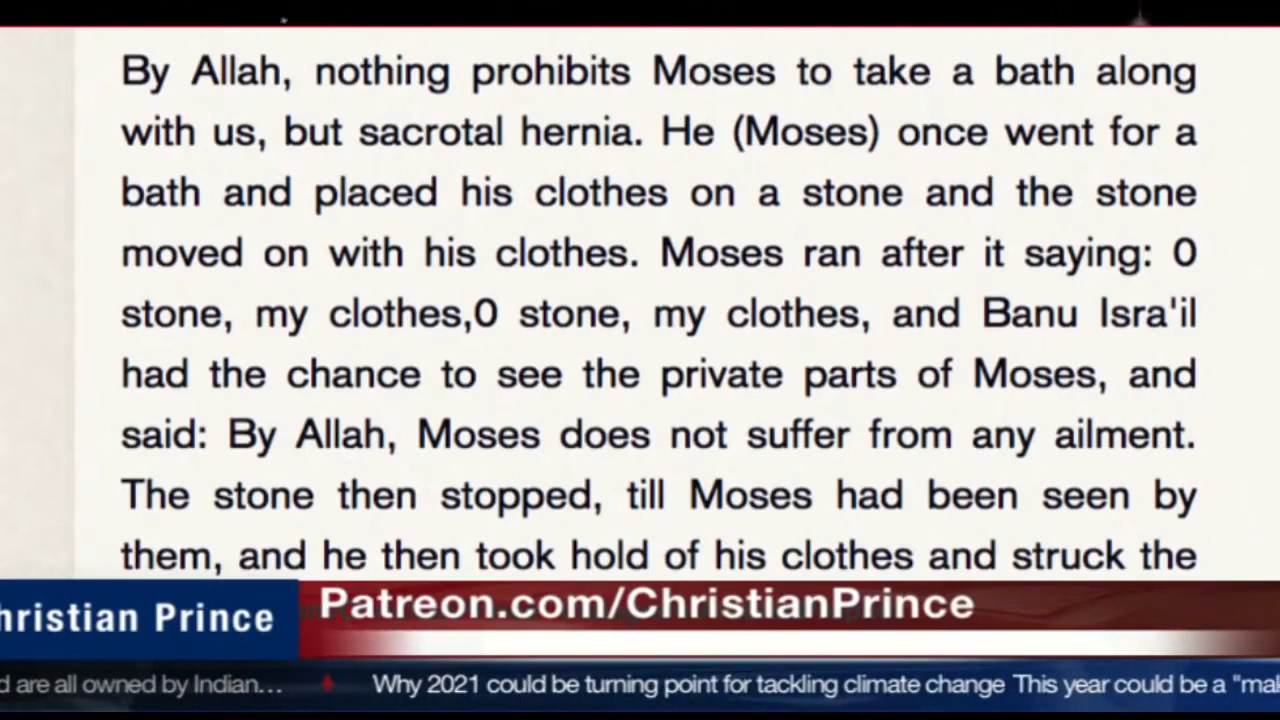 By Allah, nothing prohibits Moses to take a bath along
with us, but sacrotal hernia. He (Moses) once went for a
bath and placed his clothes on a stone and the stone
moved on with his clothes. Moses ran after it saying: 0
stone, my clothes,0 stone, my clothes, and Banu Isra'il
had the chance to see the private parts of Moses, and
said: By Allah, Moses does not suffer from any ailment.
The stone then stopped, till Moses had been seen by
them, and he then took hold of his clothes and struck the
hristian Prince
Patreon.com/ChristianPrince
d are all owned by Indian... ♦ Why 2021 could be turning point for tackling climate change This year could be a "mal